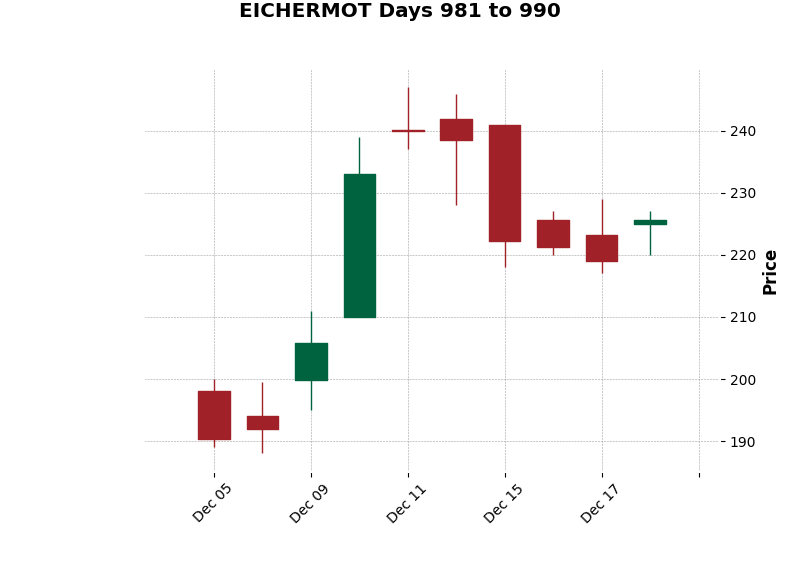 EICHERMOT Days 981 to 990
240
230
220
210
200
190
Price
Dec 05
Dec 09
Dec 11
Dec 15
Dec 17